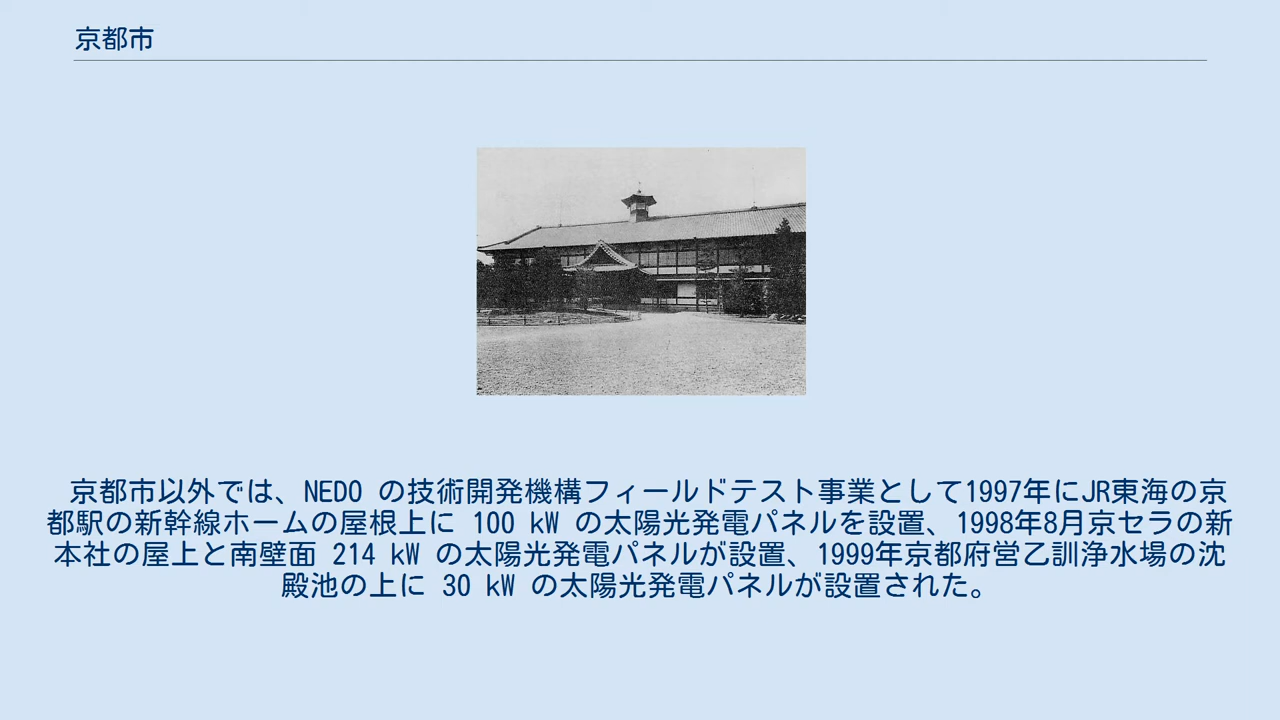 京都市
京都市以外では、NEDO の技術開発機構フィールドテスト事業として1997年にJR東海の京
都駅の新幹線ホームの屋根上に 100 kW の太陽光発電パネルを設置、1998年8月京セラの新
本社の屋上と南壁面 214 kW の太陽光発電パネルが設置、1999年京都府営乙訓浄水場の沈
殿池の上に 30 kW の太陽光発電パネルが設置された。